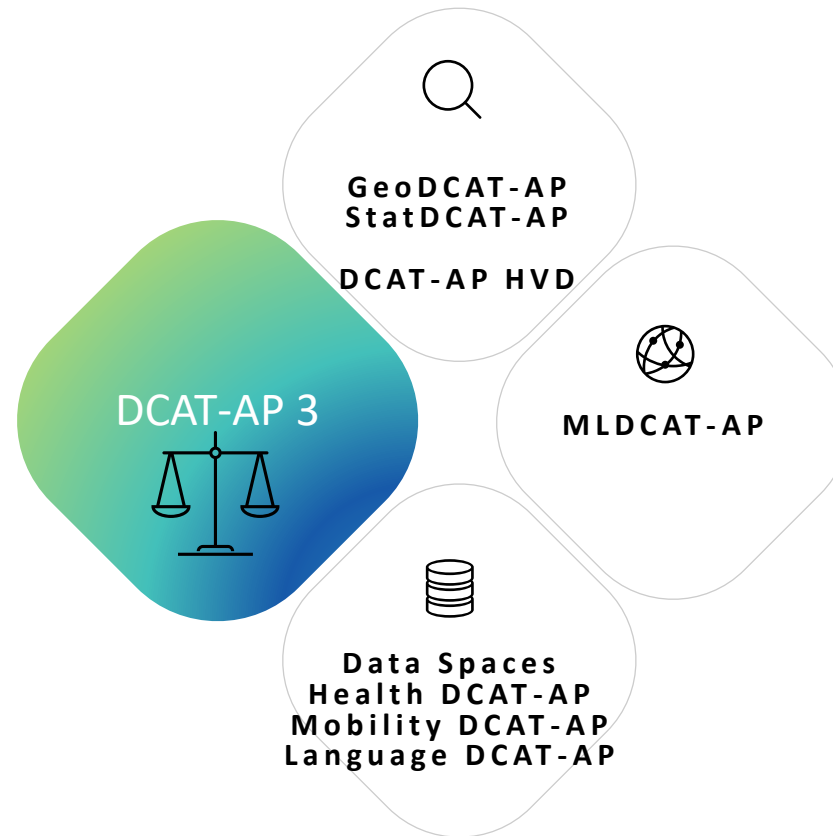 GeoDCAT-AP
StatDCAT-AP
DCAT-AP HVD
DCAT-AP 3
MLDCAT-AP
Data Spaces
Health DCAT-AP
Mobility DCAT-AP
Language DCAT-AP